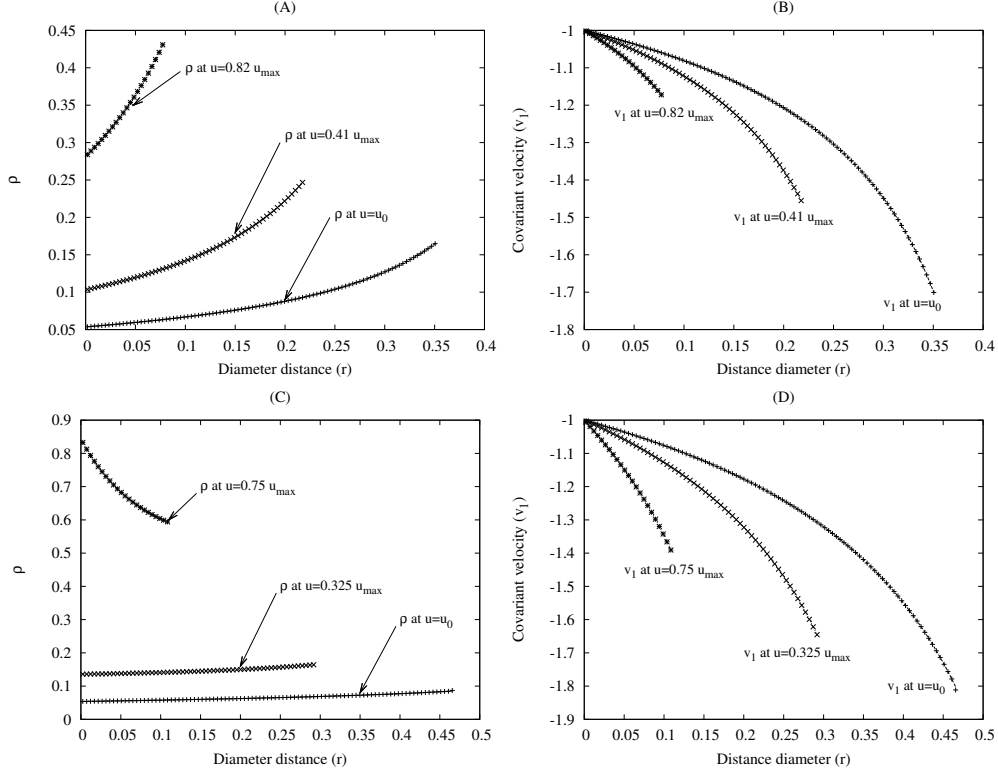 (A)
0.45
0.4
0.35
0.3
0.25
0.2
0.15
0.1
0.05
0 0.05 0.1 0.15 0.2 0.25 0.3 0.35 0.4
ρ
Diameter distance (r)
ρ at u=0.82 u_max
ρ at u=0.41 u_max
ρ at u=u_0
(B)
-1
-1.1
-1.2
-1.3
-1.4
-1.5
-1.6
-1.7
-1.8
0 0.05 0.1 0.15 0.2 0.25 0.3 0.35 0.4
Covariant velocity (v_1)
Distance diameter (r)
v_1 at u=0.82 u_max
v_1 at u=0.41 u_max
v_1 at u=u_0
(C)
0.9
0.8
0.7
0.6
0.5
0.4
0.3
0.2
0.1
0
0 0.05 0.1 0.15 0.2 0.25 0.3 0.35 0.4 0.45 0.5
ρ
Diameter distance (r)
ρ at u=0.75 u_max
ρ at u=0.325 u_max
ρ at u=u_0
(D)
-1
-1.1
-1.2
-1.3
-1.4
-1.5
-1.6
-1.7
-1.8
-1.9
0 0.05 0.1 0.15 0.2 0.25 0.3 0.35 0.4 0.45 0.5
Covariant velocity (v_1)
Distance diameter (r)
v_1 at u=0.75 u_max
v_1 at u=0.325 u_max
v_1 at u=u_0